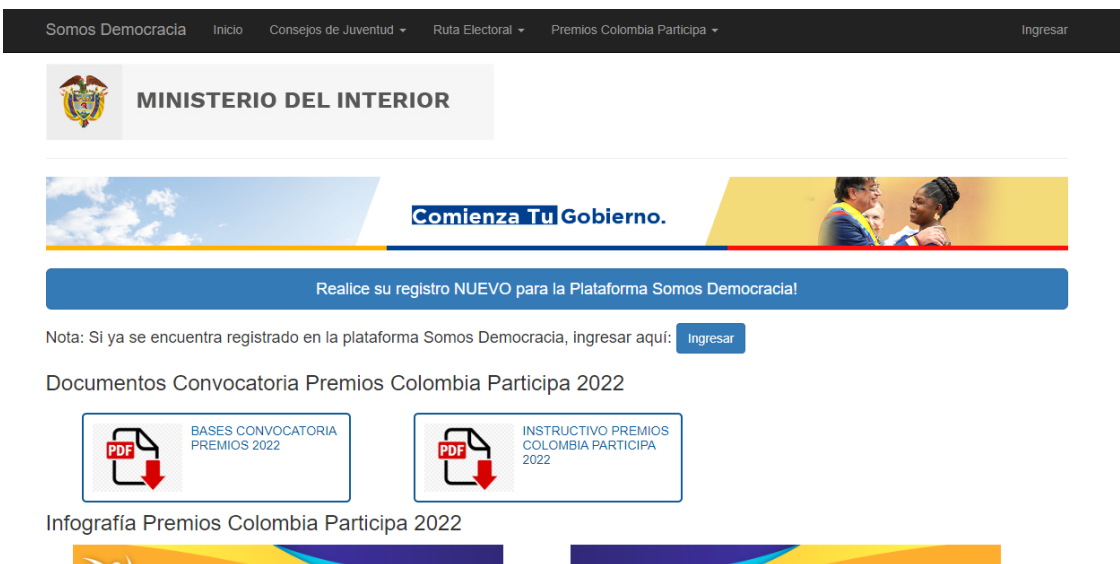 Somos Democracia Inicio Consejos de Juventud Ruta Electoral Premios Colombia Participa Ingresar
MINISTERIO DEL INTERIOR
Comienza Tu Gobierno.
Realice su registro NUEVO para la Plataforma Somos Democracia!
Nota: Si ya se encuentra registrado en la plataforma Somos Democracia, ingresar aquí: Ingresar
Documentos Convocatoria Premios Colombia Participa 2022
PDF
BASES CONVOCATORIA
PREMIOS 2022
PDF
INSTRUCTIVO PREMIOS
COLOMBIA PARTICIPA
2022
Infografía Premios Colombia Participa 2022